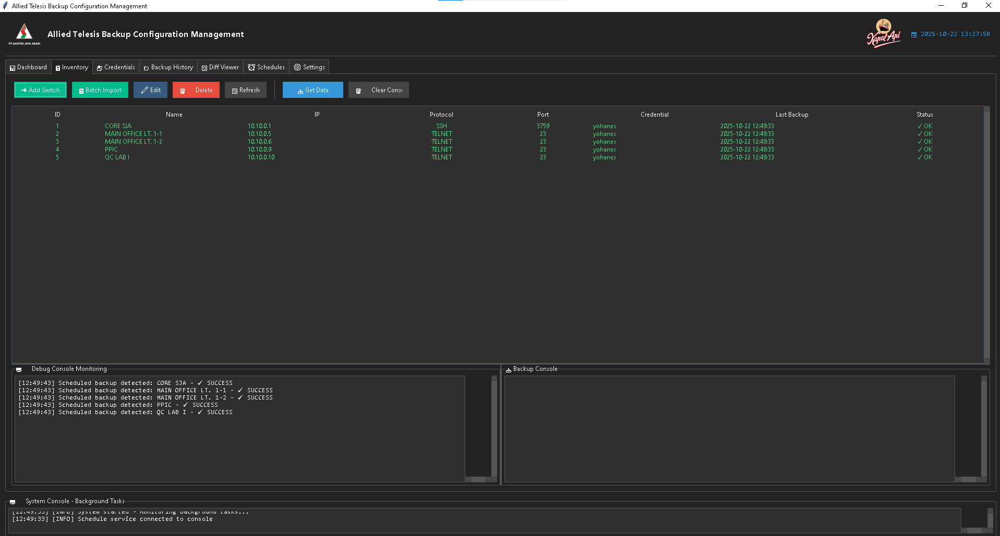 Allied Telesis Backup Configuration Management
PT SANTOS JAYA ABADI
Allied Telesis Backup Configuration Management
Kapal Api
2025-10-22 13:27:58
Dashboard Inventory Credentials Backup History Diff Viewer Schedules Settings
Add Switch Batch Import Edit Delete Refresh Get Data Clear Cons
ID Name IP Protocol Port Credential Last Backup Status
1 CORE SJA 10.10.0.1 SSH 3759 yohanes 2025-10-22 12:49:33 ✓ OK
2 MAIN OFFICE LT. 1-1 10.10.0.5 TELNET 23 yohanes 2025-10-22 12:49:33 ✓ OK
3 MAIN OFFICE LT. 1-2 10.10.0.6 TELNET 23 yohanes 2025-10-22 12:49:33 ✓ OK
4 PPIC 10.10.0.9 TELNET 23 yohanes 2025-10-22 12:49:33 ✓ OK
5 QC LAB I 10.10.0.10 TELNET 23 yohanes 2025-10-22 12:49:33 ✓ OK
Debug Console Monitoring
[12:49:43] Scheduled backup detected: CORE SJA - ✓ SUCCESS
[12:49:43] Scheduled backup detected: MAIN OFFICE LT. 1-1 - ✓ SUCCESS
[12:49:43] Scheduled backup detected: MAIN OFFICE LT. 1-2 - ✓ SUCCESS
[12:49:43] Scheduled backup detected: PPIC - ✓ SUCCESS
[12:49:43] Scheduled backup detected: QC LAB I - ✓ SUCCESS
Backup Console
System Console - Background Tasks
[12:49:33] [INFO] System started - Monitoring background tasks...
[12:49:33] [INFO] Schedule service connected to console